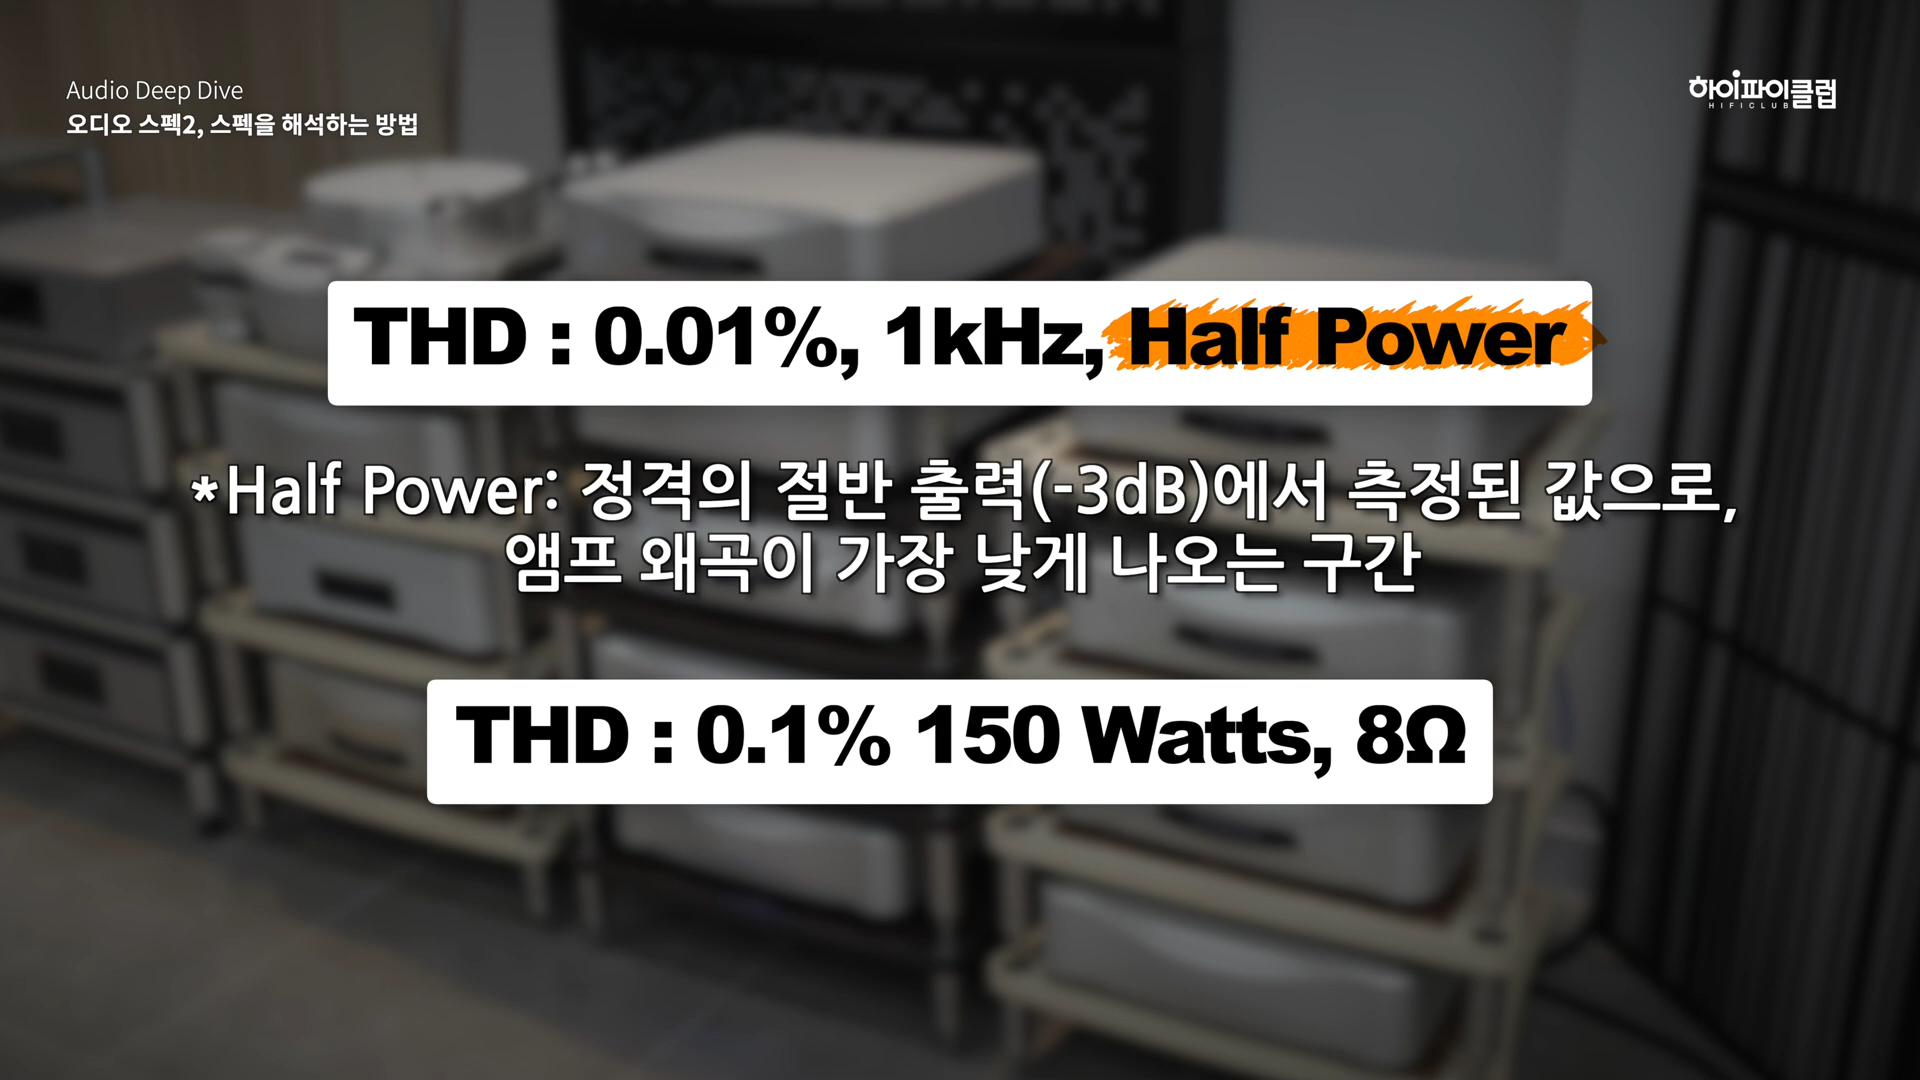 Audio Deep Dive
오디오 스펙2, 스펙을 해석하는 방법
하이파이클럽
HIFICLUB
THD : 0.01%, 1kHz, Half Power
*Half Power: 정격의 절반 출력(-3dB)에서 측정된 값으로,
앰프 왜곡이 가장 낮게 나오는 구간
THD : 0.1% 150 Watts, 8Ω